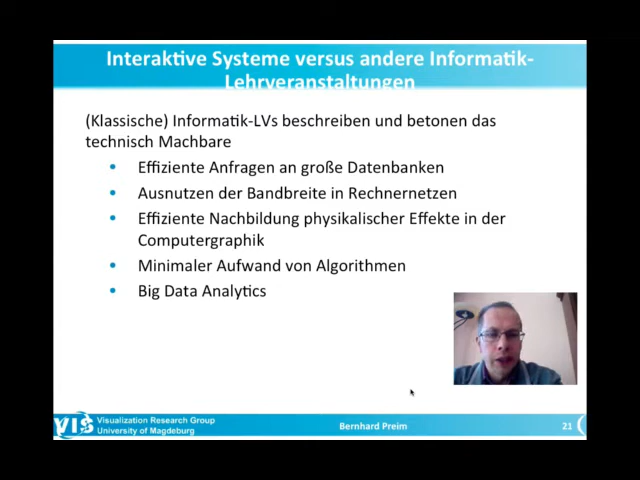 Interaktive Systeme versus andere Informatik-
Lehrveranstaltungen
(Klassische) Informatik-LVs beschreiben und betonen das
technisch Machbare
• Effiziente Anfragen an große Datenbanken
• Ausnutzen der Bandbreite in Rechnernetzen
• Effiziente Nachbildung physikalischer Effekte in der
Computergraphik
• Minimaler Aufwand von Algorithmen
• Big Data Analytics
VIS
Visualization Research Group
University of Magdeburg
Bernhard Preim
21